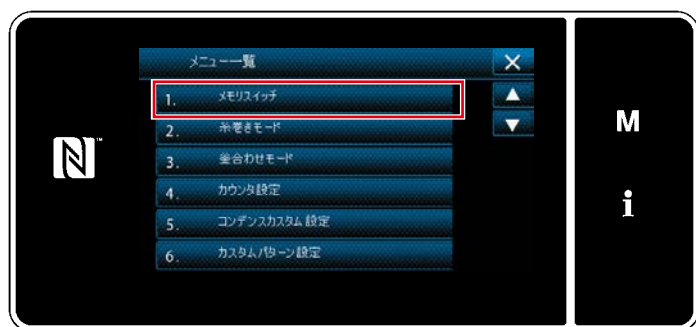 メニュー一覧
1. メモリスイッチ
2. 糸巻きモード
3. 釜合わせモード
4. カウンタ設定
5. コンデンスカスタム設定
6. カスタムパターン設定
M
i